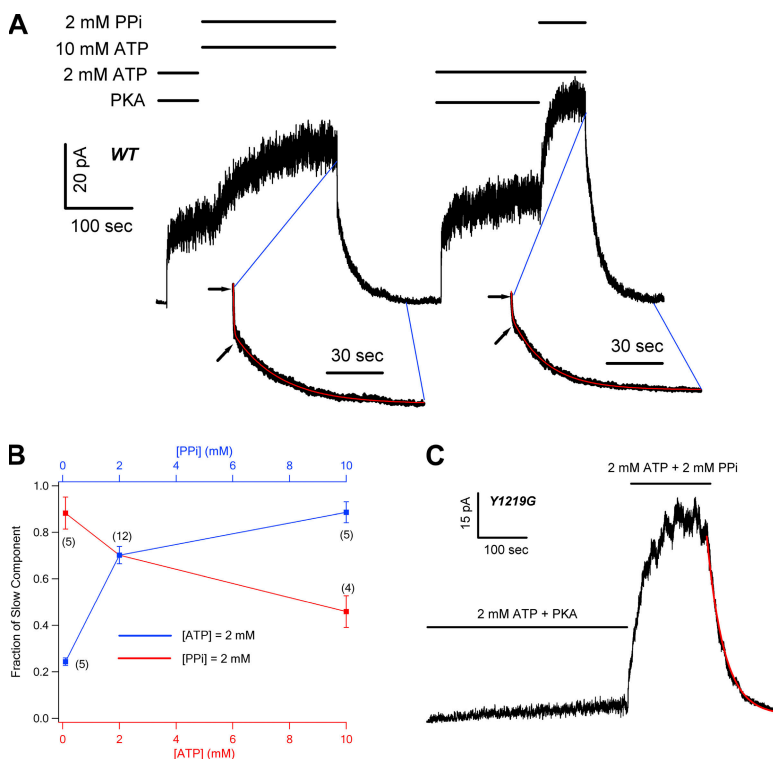 A
2 mM PPi
10 mM ATP
2 mM ATP
PKA
WT
20 pA
100 sec
30 sec
30 sec
B
[PPi] (mM)
0 2 4 6 8 10
1.0
0.8
0.6
0.4
0.2
0.0
Fraction of Slow Component
(5)
(12)
(5)
(4)
(5)
[ATP] = 2 mM
[PPi] = 2 mM
0 2 4 6 8 10
[ATP] (mM)
C
2 mM ATP + 2 mM PPi
Y1219G
15 pA
100 sec
2 mM ATP + PKA